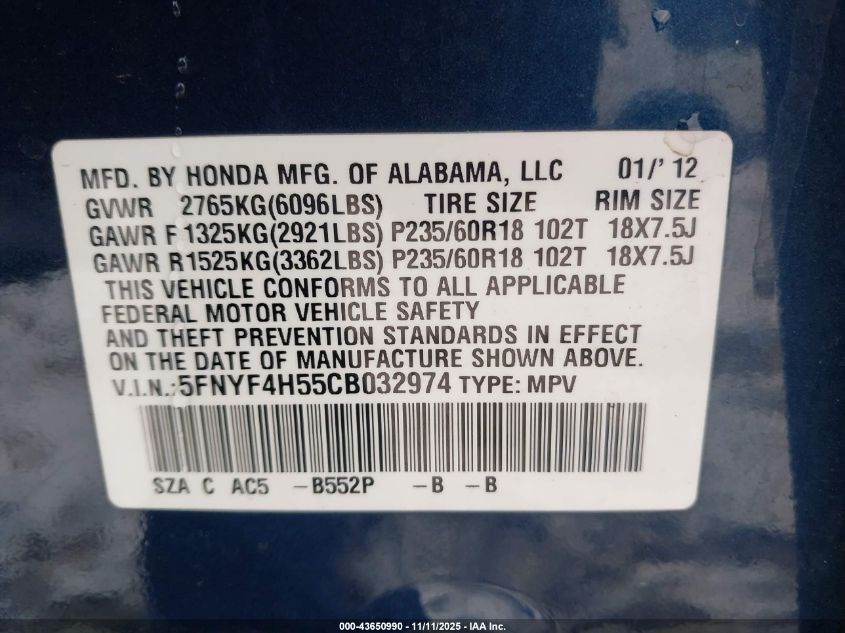 MFD. BY HONDA MFG. OF ALABAMA, LLC 01/' 12
GVWR 2765KG(6096LBS) TIRE SIZE RIM SIZE
GAWR F1325KG(2921LBS) P235/60R18 102T 18X7.5J
GAWR R1525KG(3362LBS) P235/60R18 102T 18X7.5J
THIS VEHICLE CONFORMS TO ALL APPLICABLE
FEDERAL MOTOR VEHICLE SAFETY
AND THEFT PREVENTION STANDARDS IN EFFECT
ON THE DATE OF MANUFACTURE SHOWN ABOVE.
V.I.N.:5FNYF4H55CB032974 TYPE: MPV
SZA C AC5 -B552P -B -B
000-43650990 - 11/11/2025 - IAA Inc.